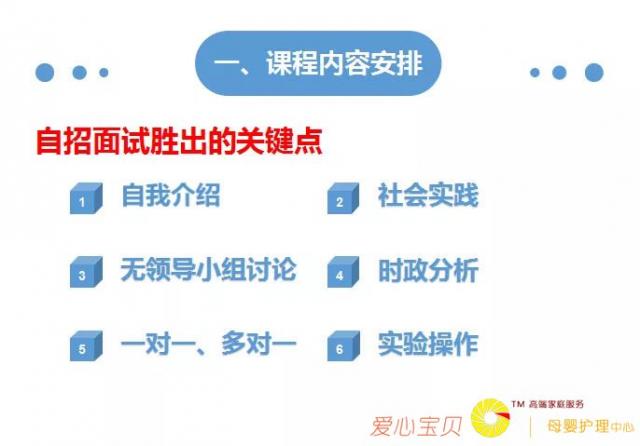 一、课程内容安排
自招面试胜出的关键点
1 自我介绍
2 社会实践
3 无领导小组讨论
4 时政分析
5 一对一、多对一
6 实验操作
TM 高端家庭服务
爱心宝贝 | 母婴护理中心